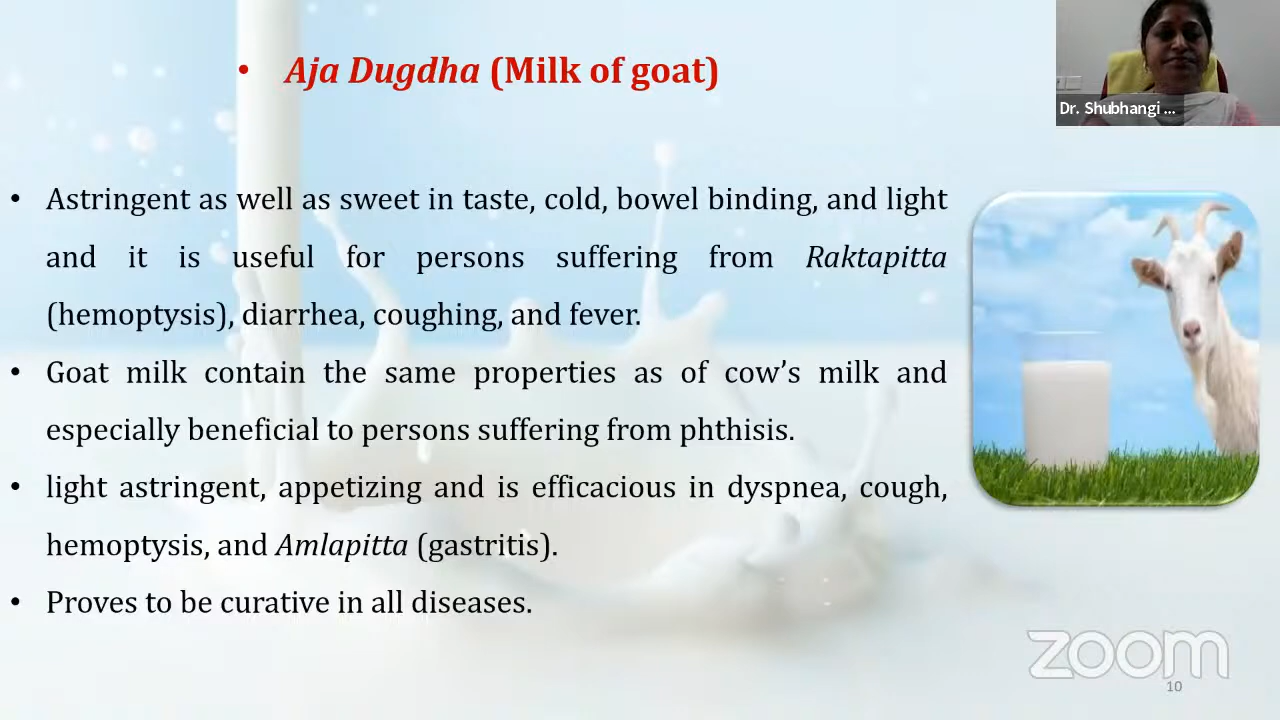 • Aja Dugdha (Milk of goat)
Dr. Shubhangi ...
• Astringent as well as sweet in taste, cold, bowel binding, and light
and it is useful for persons suffering from Raktapitta
(hemoptysis), diarrhea, coughing, and fever.
• Goat milk contain the same properties as of cow’s milk and
especially beneficial to persons suffering from phthisis.
• light astringent, appetizing and is efficacious in dyspnea, cough,
hemoptysis, and Amlapitta (gastritis).
• Proves to be curative in all diseases.
zoom
10